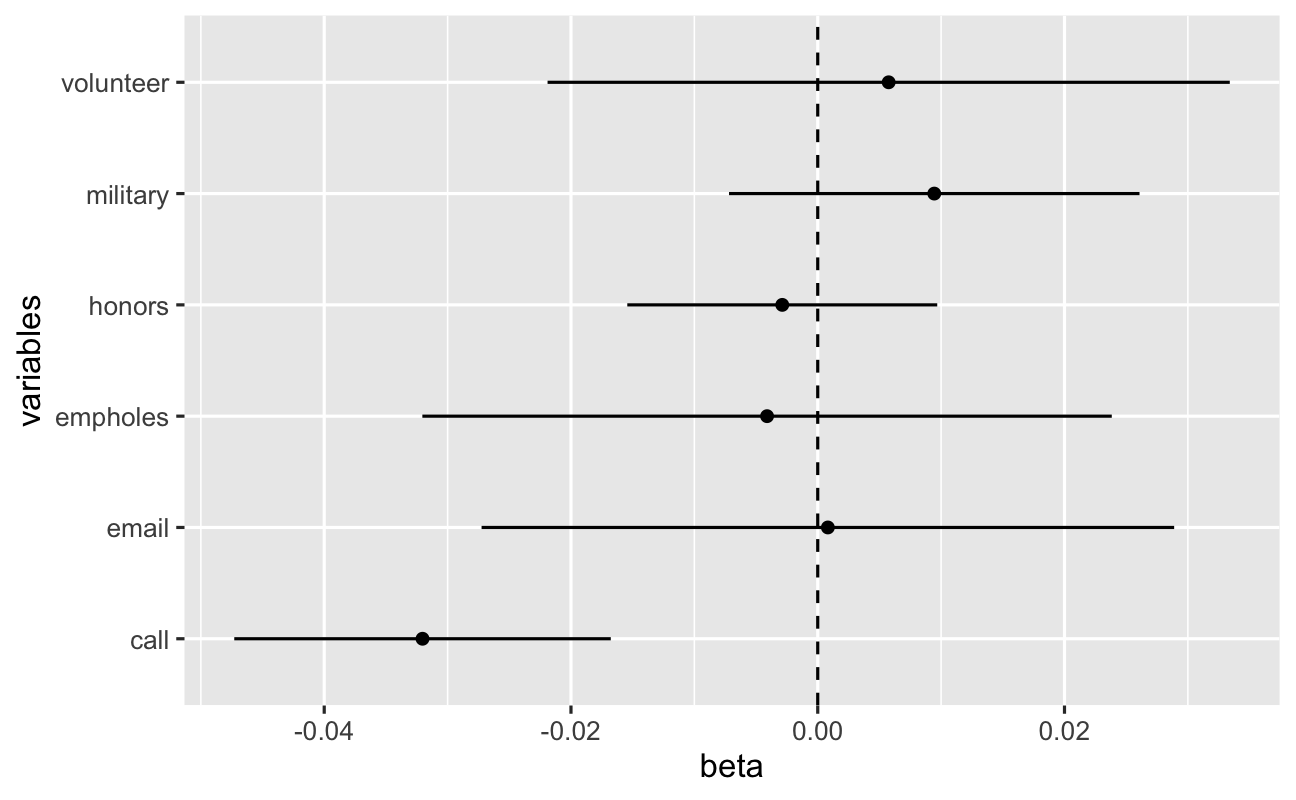 volunteer
military
honors
empholes
email
call
variables
-0.04 -0.02 0.00 0.02
beta